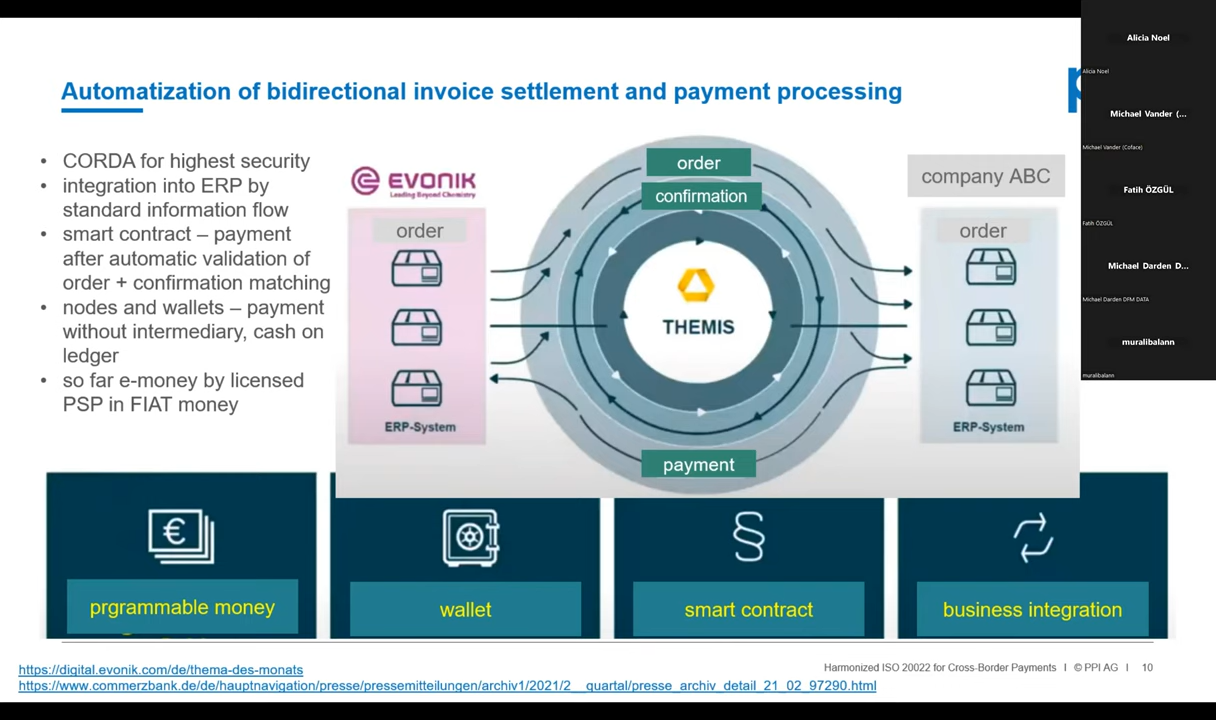 Automatization of bidirectional invoice settlement and payment processing
• CORDA for highest security
• integration into ERP by
standard information flow
• smart contract – payment
after automatic validation of
order + confirmation matching
• nodes and wallets – payment
without intermediary, cash on
ledger
• so far e-money by licensed
PSP in FIAT money
EVONIK
Leading Beyond Chemistry
order
ERP-System
order
confirmation
THEMIS
payment
company ABC
order
ERP-System
€
prgrammable money
wallet
§
smart contract
business integration
https://digital.evonik.com/de/thema-des-monats
https://www.commerzbank.de/de/hauptnavigation/presse/pressemitteilungen/archiv1/2021/2__quartal/presse_archiv_detail_21_02_97290.html
Harmonized ISO 20022 for Cross-Border Payments I © PPI AG I 10
Alicia Noel
Alicia Noel
Michael Vander (...
Michael Vander (Coface)
Fatih ÖZGÜL
Fatih ÖZGÜL
Michael Darden D...
Michael Darden DFM DATA
muralibalann
muralibalann